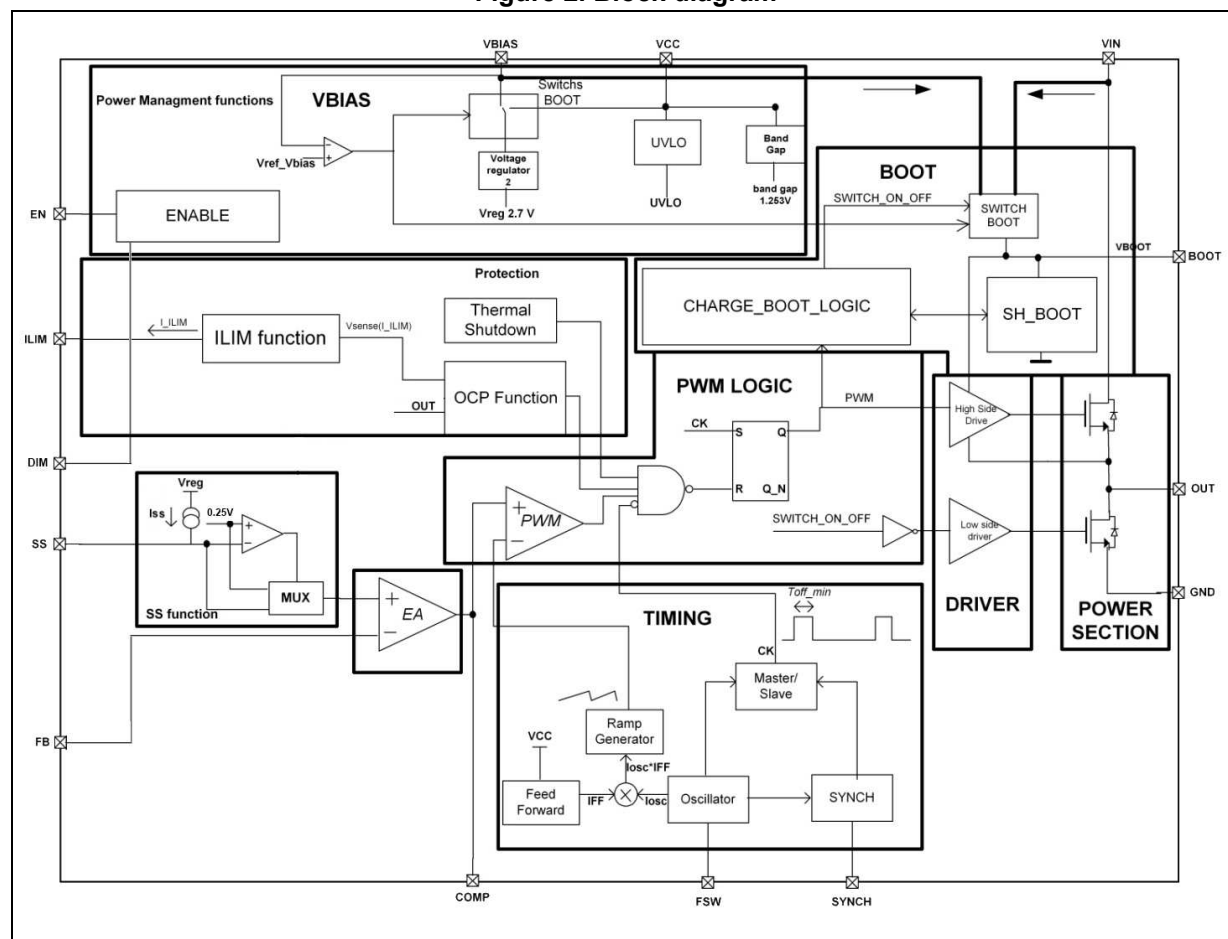 Figure 2. Block diagram
VBIAS
VCC
VIN
Power Managment functions
VBIAS
Switchs
BOOT
Vref_Vbias
-
+
Voltage
regulator
2
Vreg 2.7 V
UVLO
UVLO
Band
Gap
band gap
1.253V
BOOT
SWITCH_ON_OFF
SWITCH
BOOT
EN
ENABLE
VBOOT
BOOT
Protection
CHARGE_BOOT_LOGIC
SH_BOOT
ILIM
I_ILIM
ILIM function
Vsense(I_ILIM)
Thermal
Shutdown
OUT
OCP Function
PWM LOGIC
PWM
CK
S
Q
R
Q_N
High Side
Drive
DIM
Vreg
Iss
0.25V
+
-
SS
MUX
SS function
+
-
PWM
SWITCH_ON_OFF
Low side
driver
OUT
GND
+
-
EA
DRIVER
POWER
SECTION
TIMING
Toff_min
CK
Master/
Slave
FB
VCC
Ramp
Generator
Iosc*IFF
Feed
Forward
IFF
Iosc
Oscillator
SYNCH
COMP
FSW
SYNCH